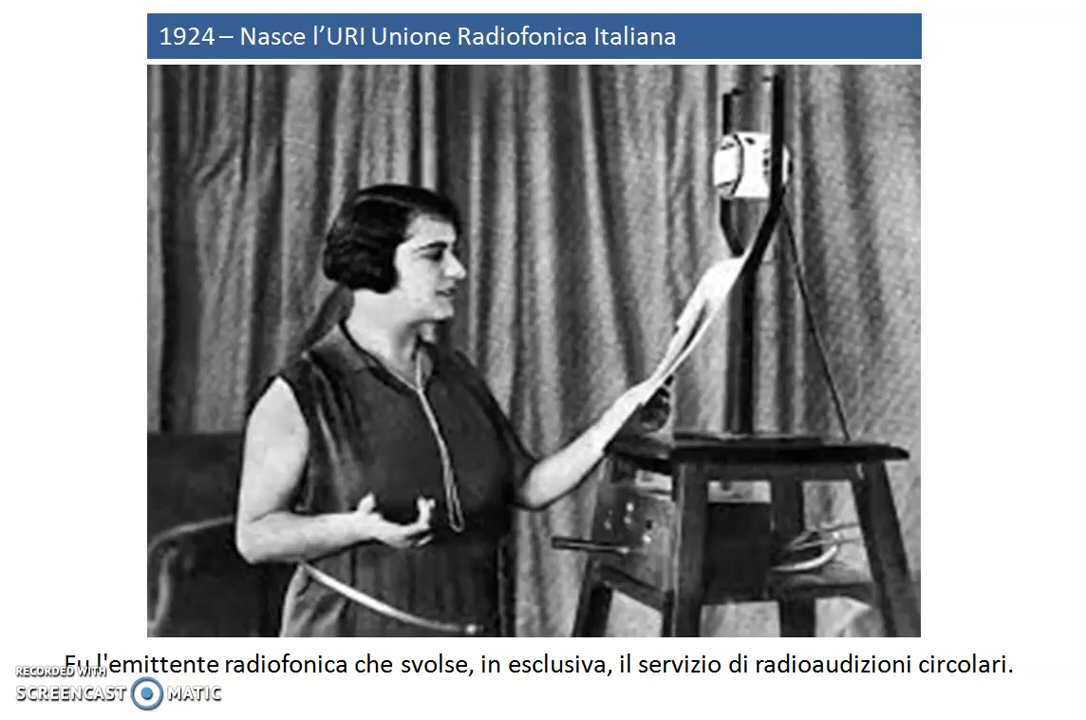 1924 – Nasce l’URI Unione Radiofonica Italiana
Fu l'emittente radiofonica che svolse, in esclusiva, il servizio di radioaudizioni circolari.
RECORDED WITH
SCREENCAST MATIC